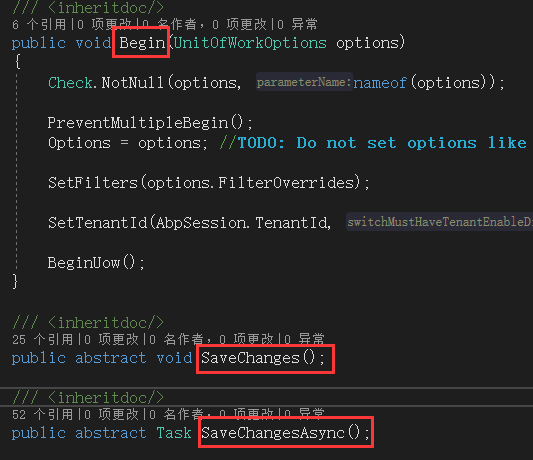 /// <inheritdoc/>
6 个引用|0 项更改|0 名作者，0 项更改|0 异常
public void Begin(UnitOfWorkOptions options)
{
Check.NotNull(options, parameterName:nameof(options));
PreventMultipleBegin();
Options = options; //TODO: Do not set options like
SetFilters(options.FilterOverrides);
SetTenantId(AbpSession.TenantId, switchMustHaveTenantEnableD
BeginUow();
}
/// <inheritdoc/>
25 个引用|0 项更改|0 名作者，0 项更改|0 异常
public abstract void SaveChanges();
/// <inheritdoc/>
52 个引用|0 项更改|0 名作者，0 项更改|0 异常
public abstract Task SaveChangesAsync();